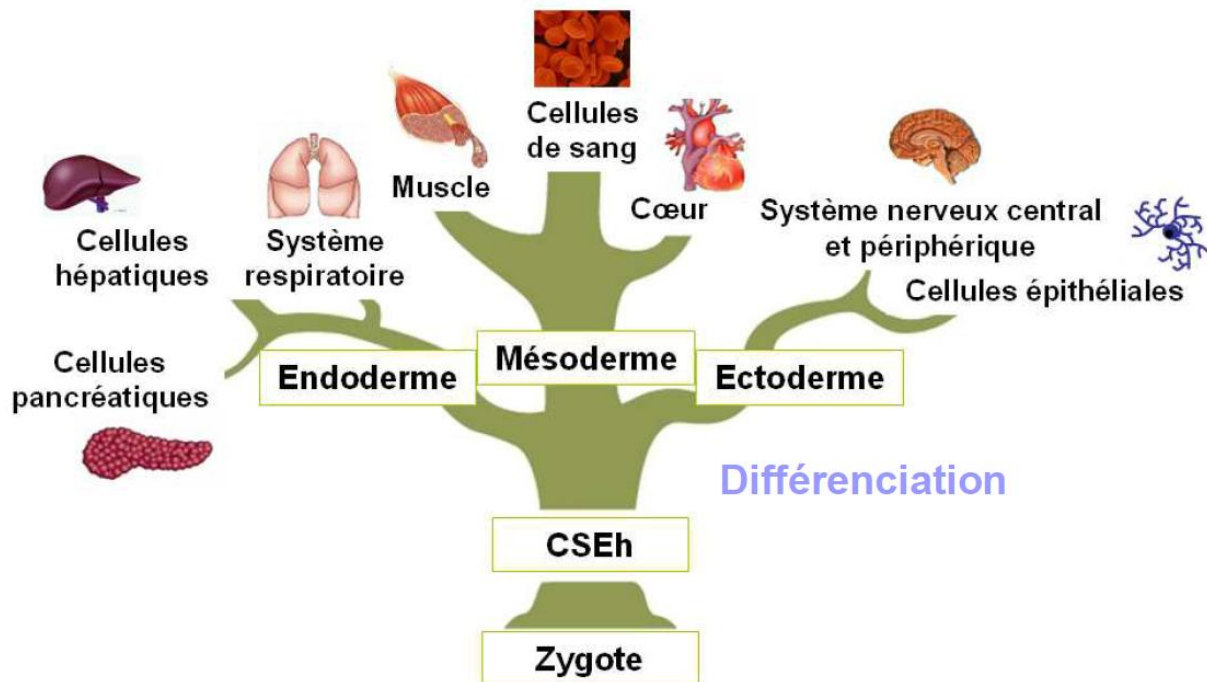 Cellules
de sang
Muscle
Cœur
Système nerveux central
et périphérique
Cellules
hépatiques
Système
respiratoire
Cellules épithéliales
Cellules
pancréatiques
Endoderme
Mésoderme
Ectoderme
Différenciation
CSEh
Zygote